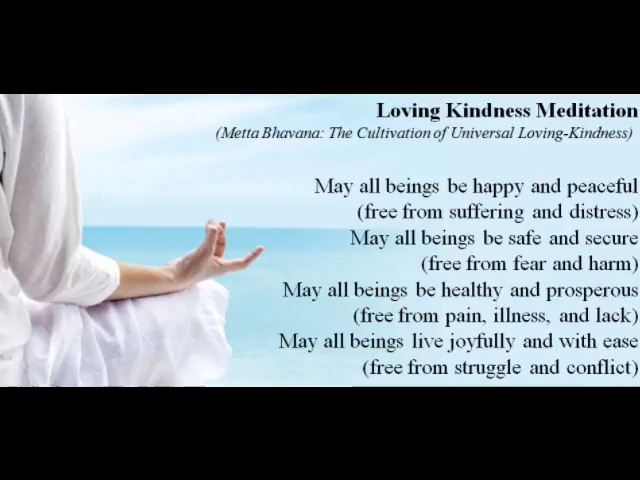 Loving Kindness Meditation
(Metta Bhavana: The Cultivation of Universal Loving-Kindness)
May all beings be happy and peaceful
(free from suffering and distress)
May all beings be safe and secure
(free from fear and harm)
May all beings be healthy and prosperous
(free from pain, illness, and lack)
May all beings live joyfully and with ease
(free from struggle and conflict)